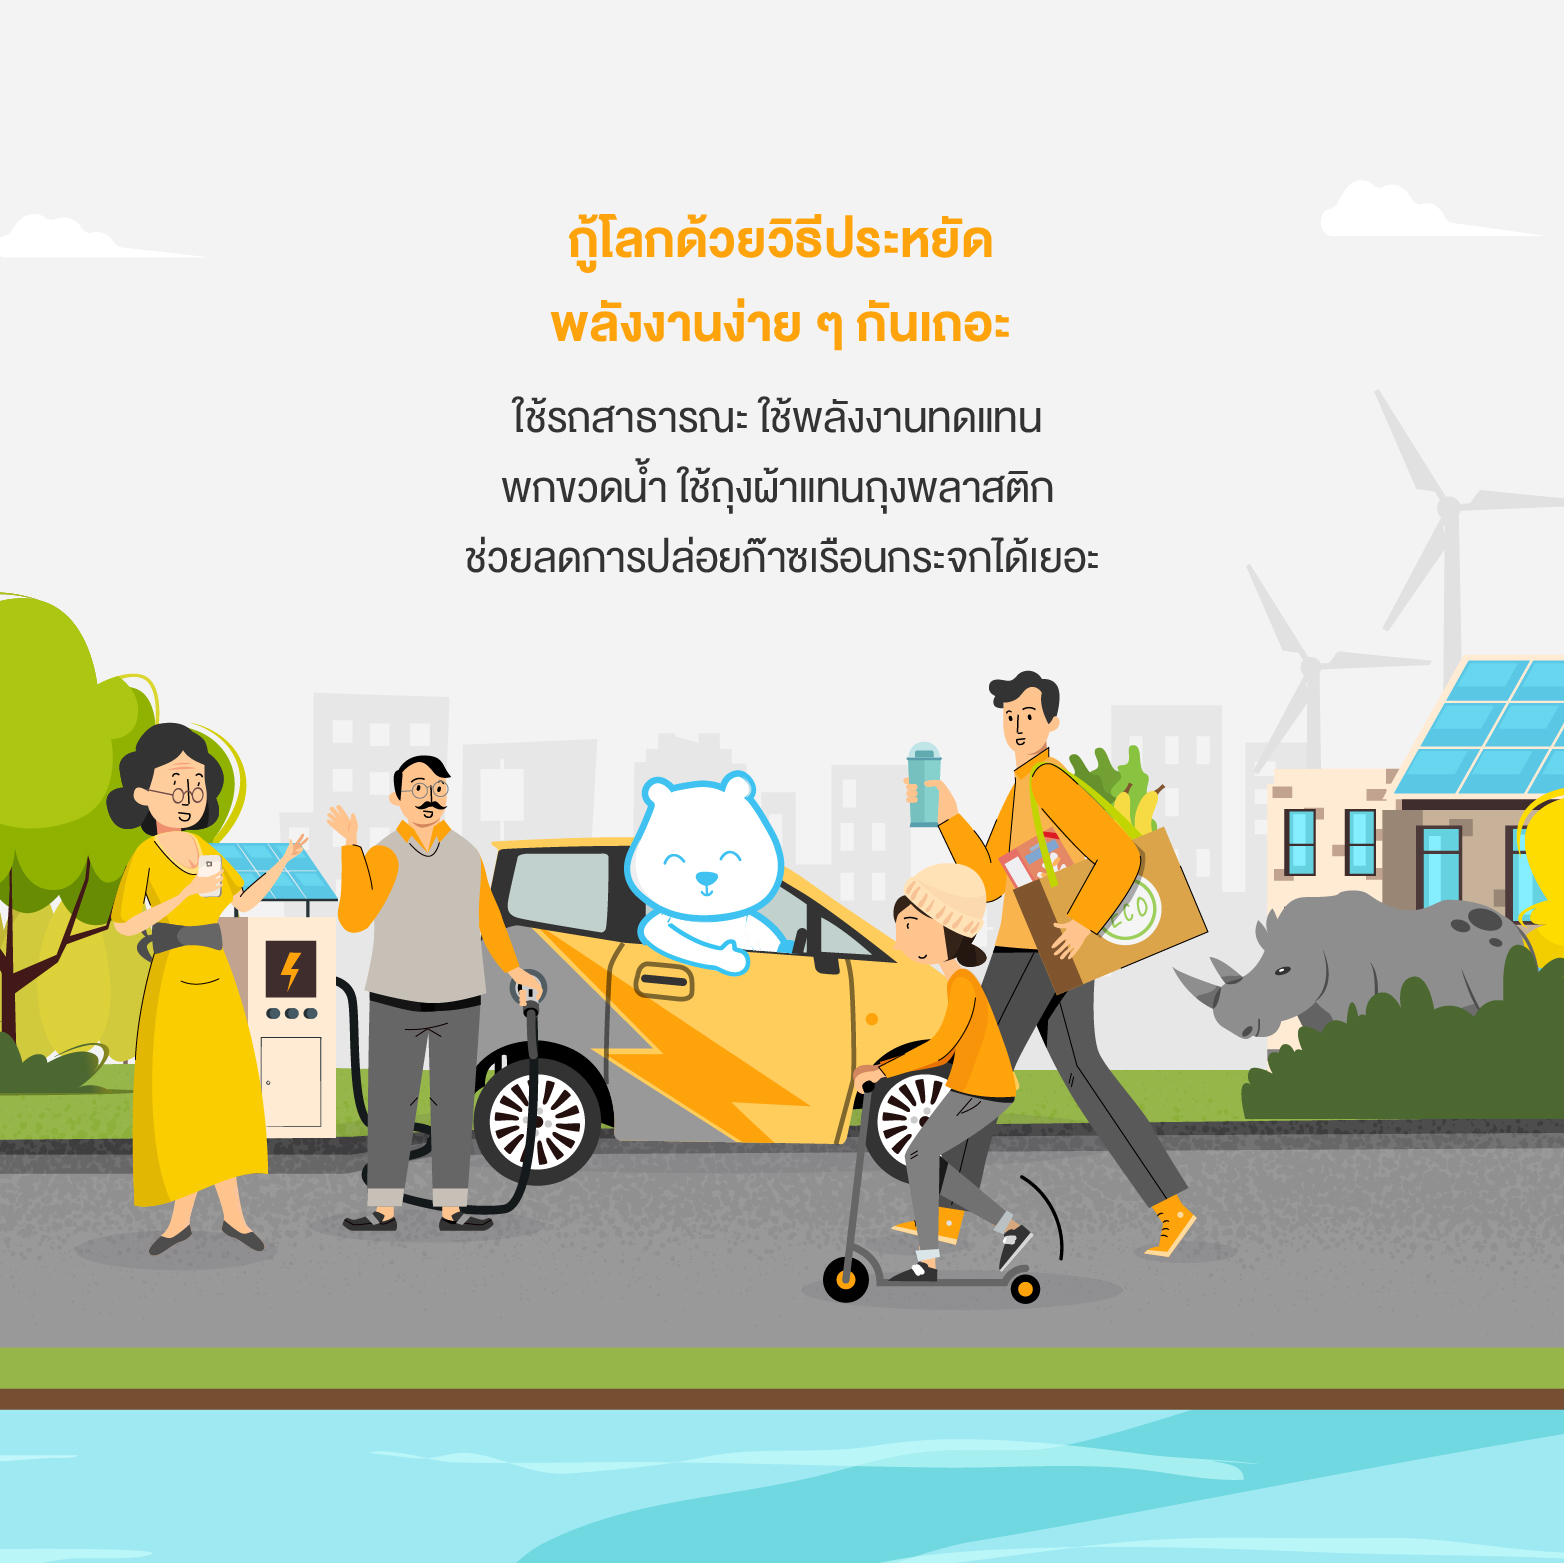 กู้โลกด้วยวิธีประหยัด
พลังงานง่าย ๆ กันเถอะ
ใช้รถสาธารณะ ใช้พลังงานทดแทน
พกขวดน้ำ ใช้ถุงผ้าแทนถุงพลาสติก
ช่วยลดการปล่อยก๊าซเรือนกระจกได้เยอะ
ECO